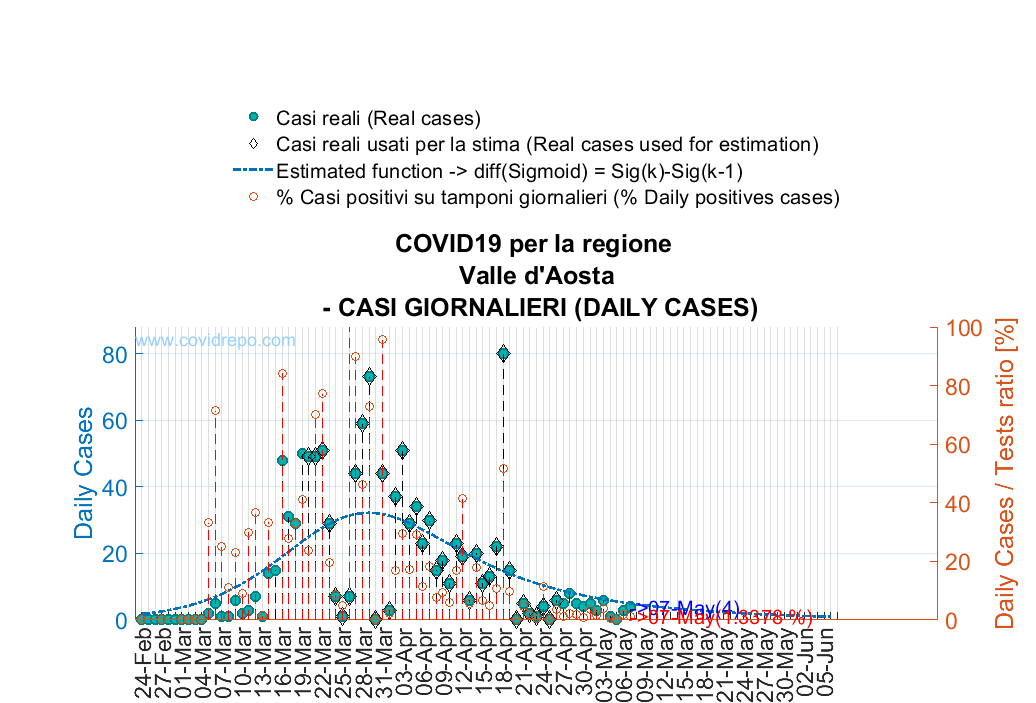 Casi reali (Real cases)
Casi reali usati per la stima (Real cases used for estimation)
Estimated function -> diff(Sigmoid) = Sig(k)-Sig(k-1)
% Casi positivi su tamponi giornalieri (% Daily positives cases)
COVID19 per la regione
Valle d'Aosta
- CASI GIORNALIERI (DAILY CASES)
www.covidrepo.com
Daily Cases
80
60
40
20
0
Daily Cases / Tests ratio [%]
100
80
60
40
20
0
->07-May(4)
->07-May(1.3378 %)
24-Feb
27-Feb
01-Mar
04-Mar
07-Mar
10-Mar
13-Mar
16-Mar
19-Mar
22-Mar
25-Mar
28-Mar
31-Mar
03-Apr
06-Apr
09-Apr
12-Apr
15-Apr
18-Apr
21-Apr
24-Apr
27-Apr
30-Apr
03-May
06-May
09-May
12-May
15-May
18-May
21-May
24-May
27-May
30-May
02-Jun
05-Jun